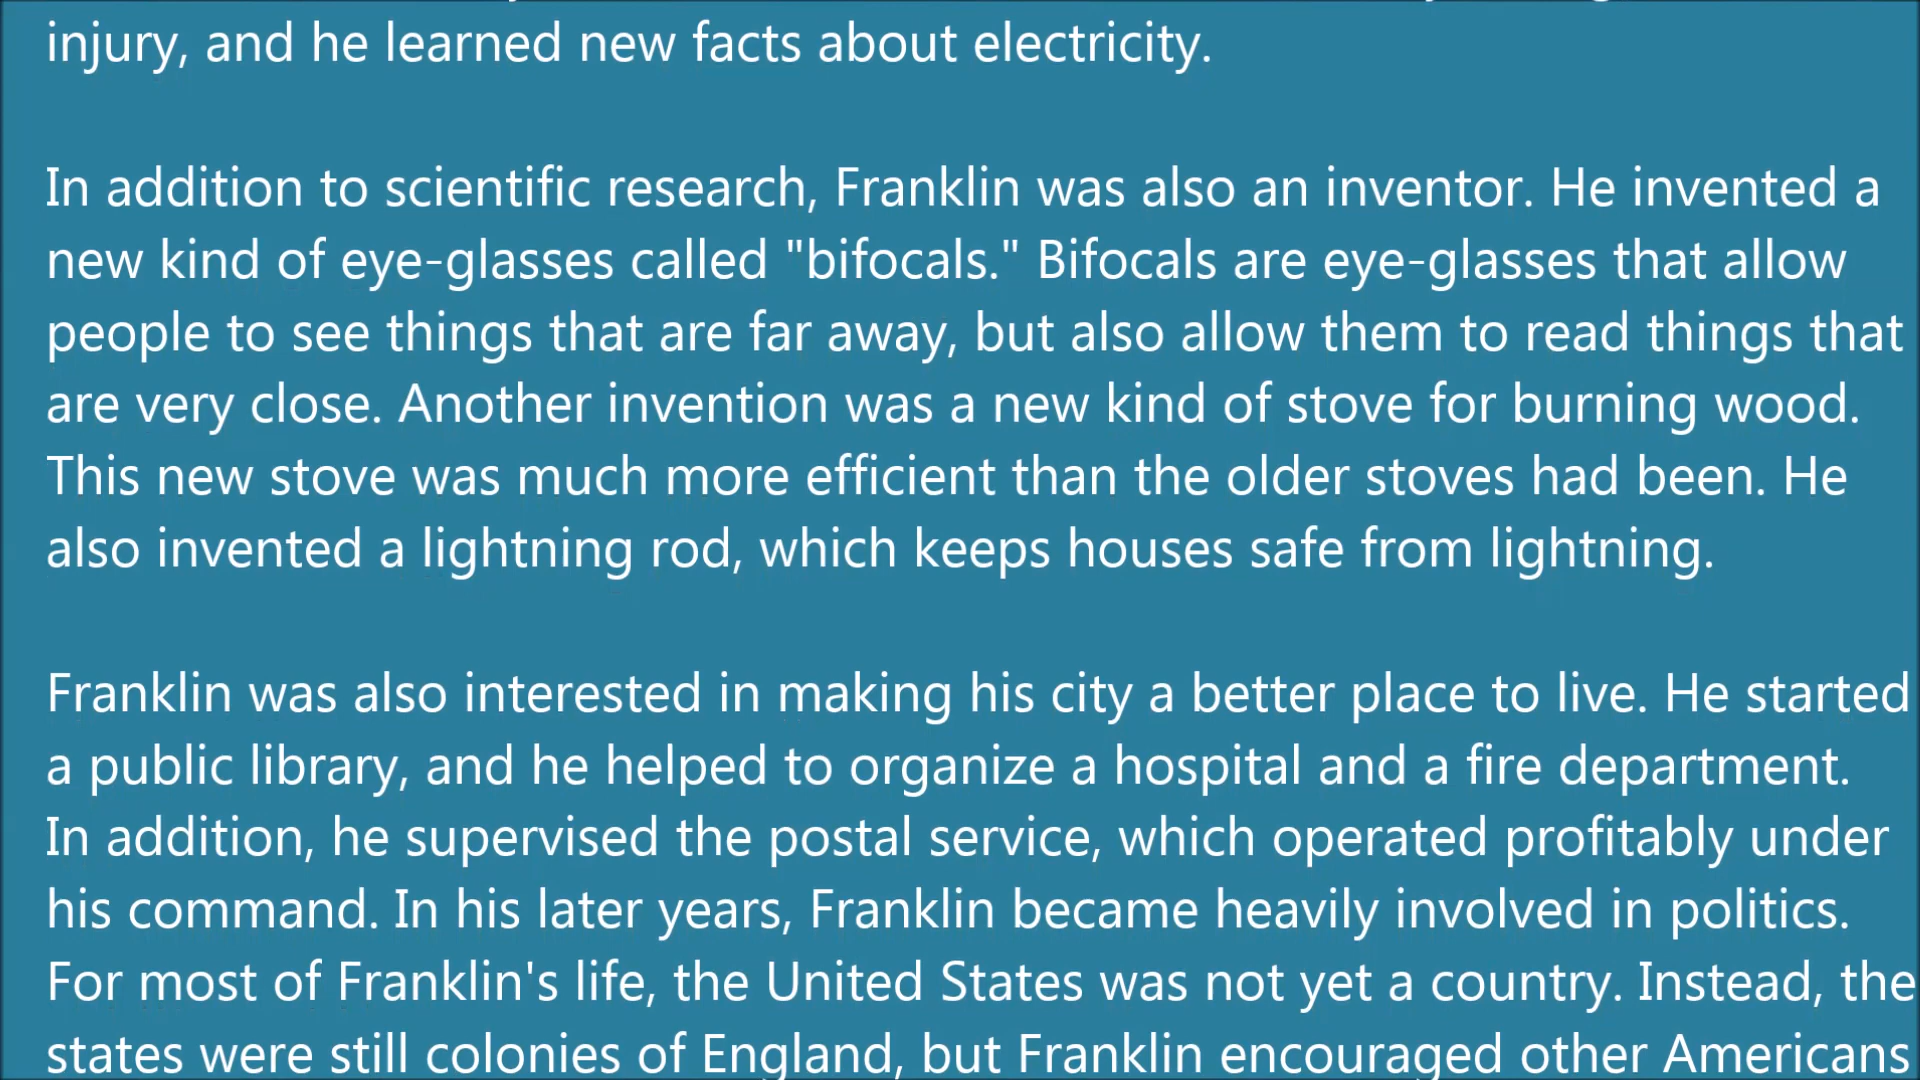 injury, and he learned new facts about electricity.
In addition to scientific research, Franklin was also an inventor. He invented a
new kind of eye-glasses called "bifocals." Bifocals are eye-glasses that allow
people to see things that are far away, but also allow them to read things that
are very close. Another invention was a new kind of stove for burning wood.
This new stove was much more efficient than the older stoves had been. He
also invented a lightning rod, which keeps houses safe from lightning.
Franklin was also interested in making his city a better place to live. He started
a public library, and he helped to organize a hospital and a fire department.
In addition, he supervised the postal service, which operated profitably under
his command. In his later years, Franklin became heavily involved in politics.
For most of Franklin's life, the United States was not yet a country. Instead, the
states were still colonies of England, but Franklin encouraged other Americans